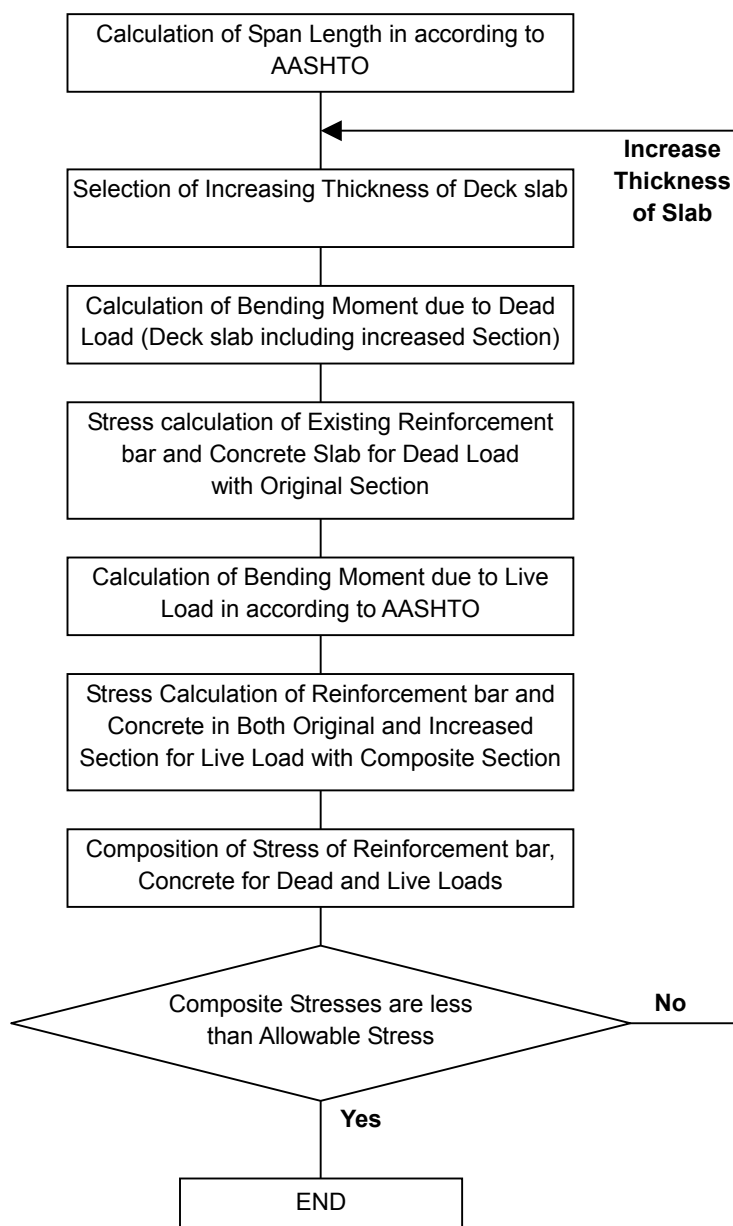 Calculation of Span Length in according to
AASHTO
Increase
Thickness
of Slab
Selection of Increasing Thickness of Deck slab
Calculation of Bending Moment due to Dead
Load (Deck slab including increased Section)
Stress calculation of Existing Reinforcement
bar and Concrete Slab for Dead Load
with Original Section
Calculation of Bending Moment due to Live
Load in according to AASHTO
Stress Calculation of Reinforcement bar and
Concrete in Both Original and Increased
Section for Live Load with Composite Section
Composition of Stress of Reinforcement bar,
Concrete for Dead and Live Loads
Composite Stresses are less
than Allowable Stress
No
Yes
END